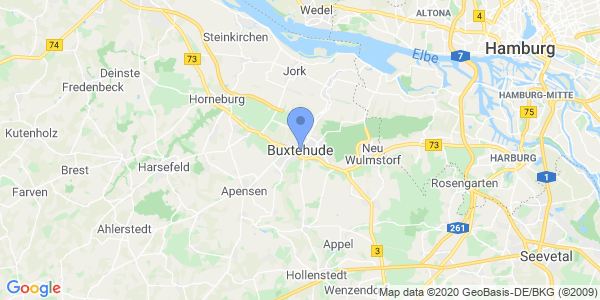 Wedel
ALTONA
4
Steinkirchen
Elbe
7
Hamburg
74
73
Jork
Deinste
Fredenbeck
Horneburg
HAMBURG-MITTE
75
Kutenholz
Buxtehude
Neu
Wulmstorf
73
HARBURG
Harsefeld
Brest
Rosengarten
1
Farven
Apensen
Ahlerstedt
261
Appel
3
Seevetal
Hollenstedt
Wenzendorf
Google
Map data ©2020 GeoBasis-DE/BKG (©2009)